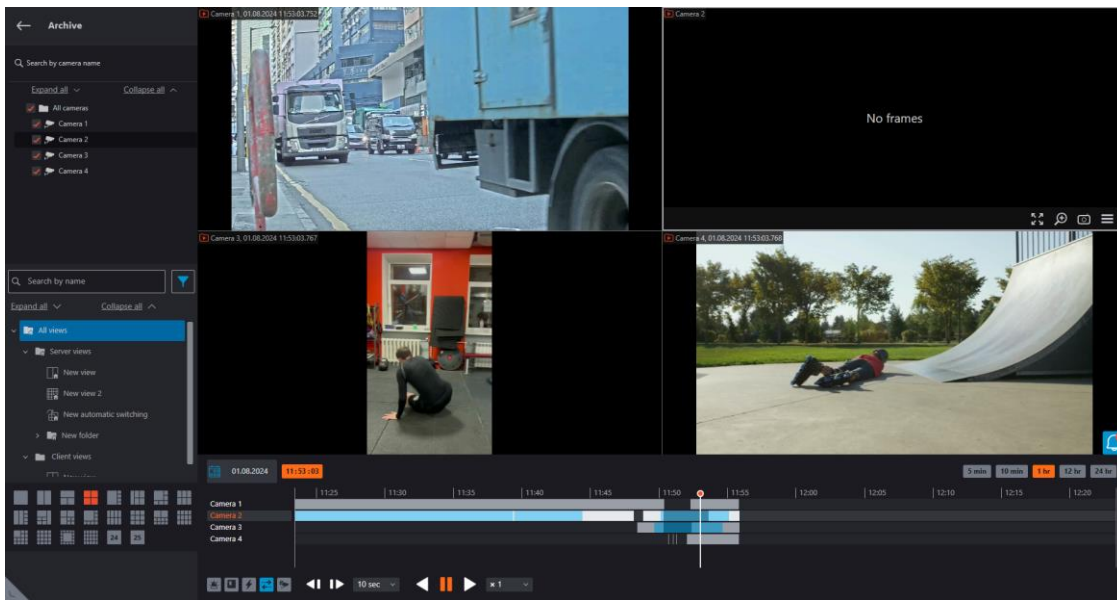 Archive
Search by camera name
Expand all
Collapse all
All cameras
Camera 1
Camera 2
Camera 3
Camera 4
Search by name
Expand all
Collapse all
All views
Server views
New view
New view 2
New automatic switching
New folder
Client views
24
25
Camera 1, 01.08.2024 11:53:03.752
Camera 2
No frames
Camera 3, 01.08.2024 11:53:03.767
Camera 4, 01.08.2024 11:53:03.768
01.08.2024
11:53:03
5 min
10 min
1 hr
12 hr
24 hr
11:25 11:30 11:35 11:40 11:45 11:50 11:55 12:00 12:05 12:10 12:15 12:20
Camera 1
Camera 2
Camera 3
Camera 4
10 sec
x 1